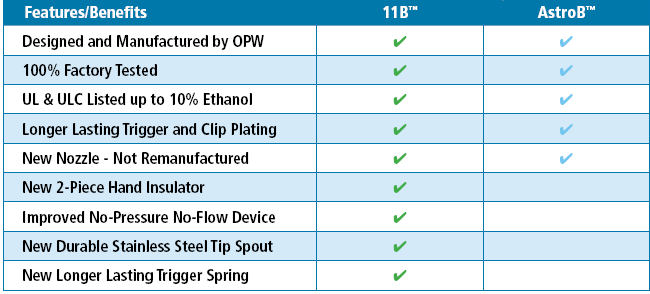 Features/Benefits 11B™ AstroB™
Designed and Manufactured by OPW ✔ ✔
100% Factory Tested ✔ ✔
UL & ULC Listed up to 10% Ethanol ✔ ✔
Longer Lasting Trigger and Clip Plating ✔ ✔
New Nozzle - Not Remanufactured ✔ ✔
New 2-Piece Hand Insulator ✔
Improved No-Pressure No-Flow Device ✔
New Durable Stainless Steel Tip Spout ✔
New Longer Lasting Trigger Spring ✔